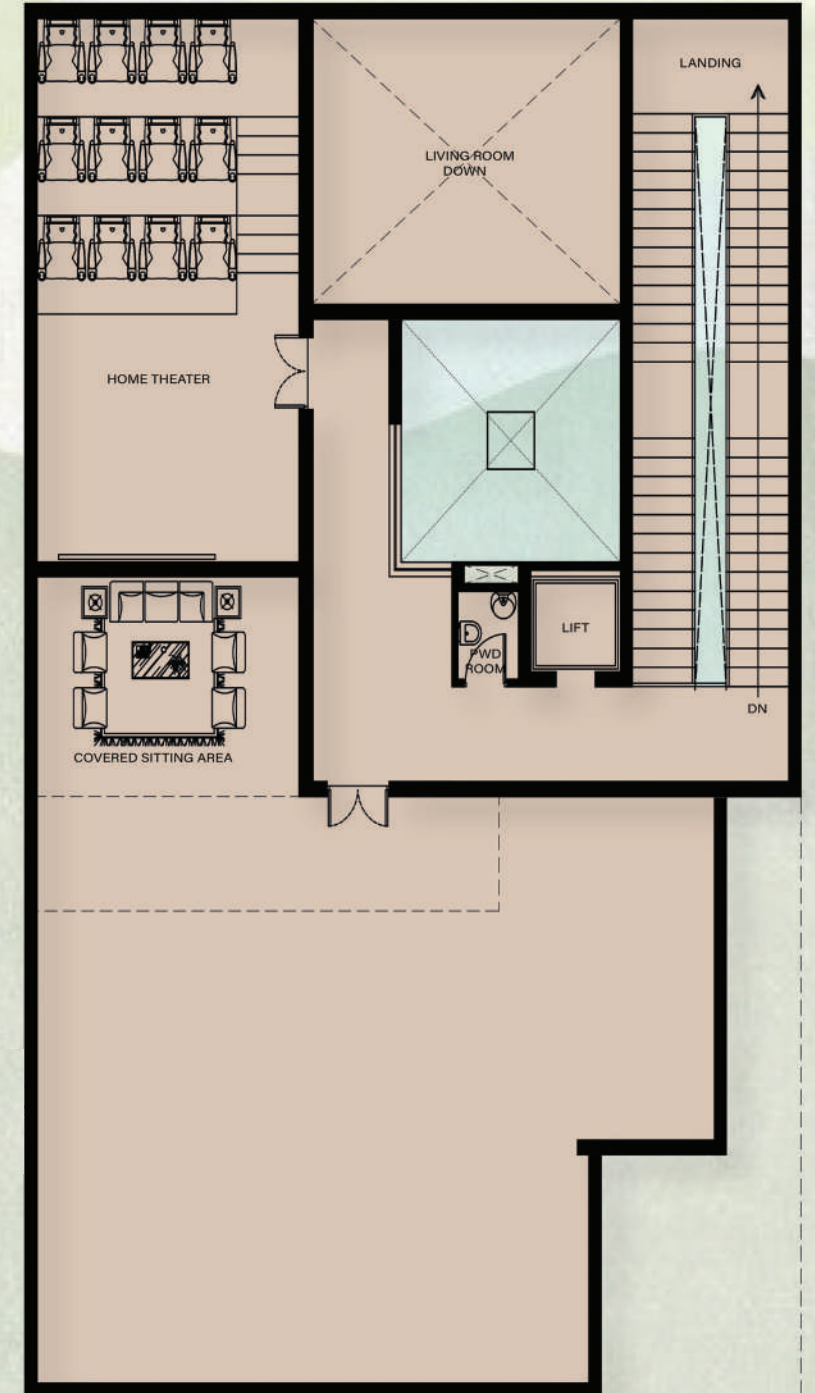 LANDING
LIVING ROOM
DOWN
HOME THEATER
LIFT
PWD
ROOM
DN
COVERED SITTING AREA